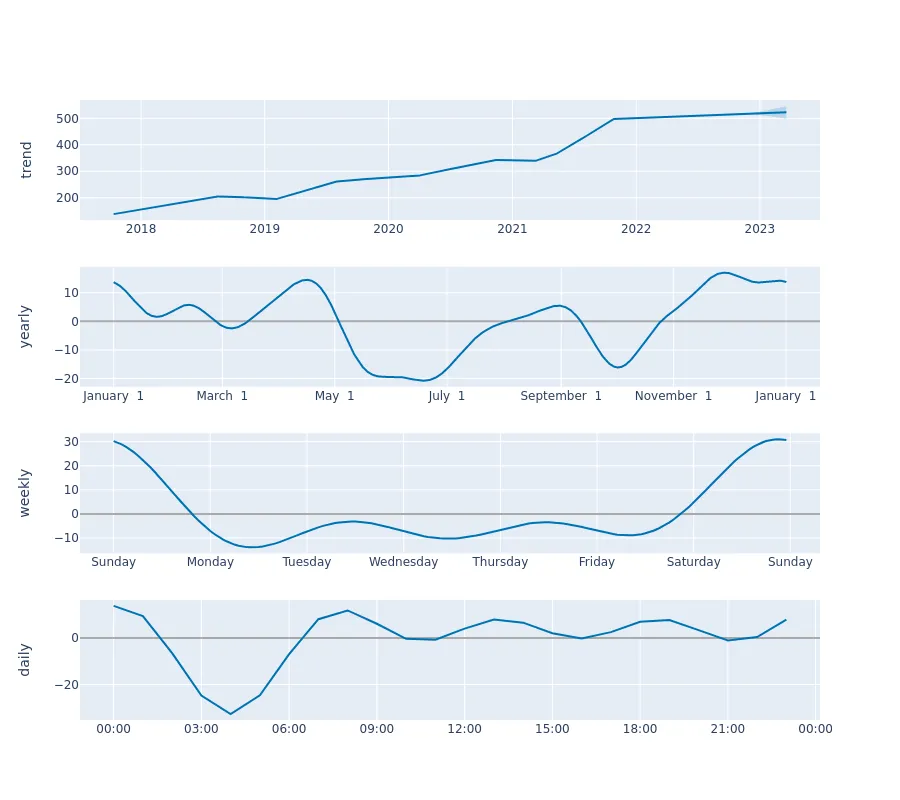 trend
500
400
300
200
2018 2019 2020 2021 2022 2023
yearly
10
0
−10
−20
January 1 March 1 May 1 July 1 September 1 November 1 January 1
weekly
30
20
10
0
−10
Sunday Monday Tuesday Wednesday Thursday Friday Saturday Sunday
daily
0
−20
00:00 03:00 06:00 09:00 12:00 15:00 18:00 21:00 00:00